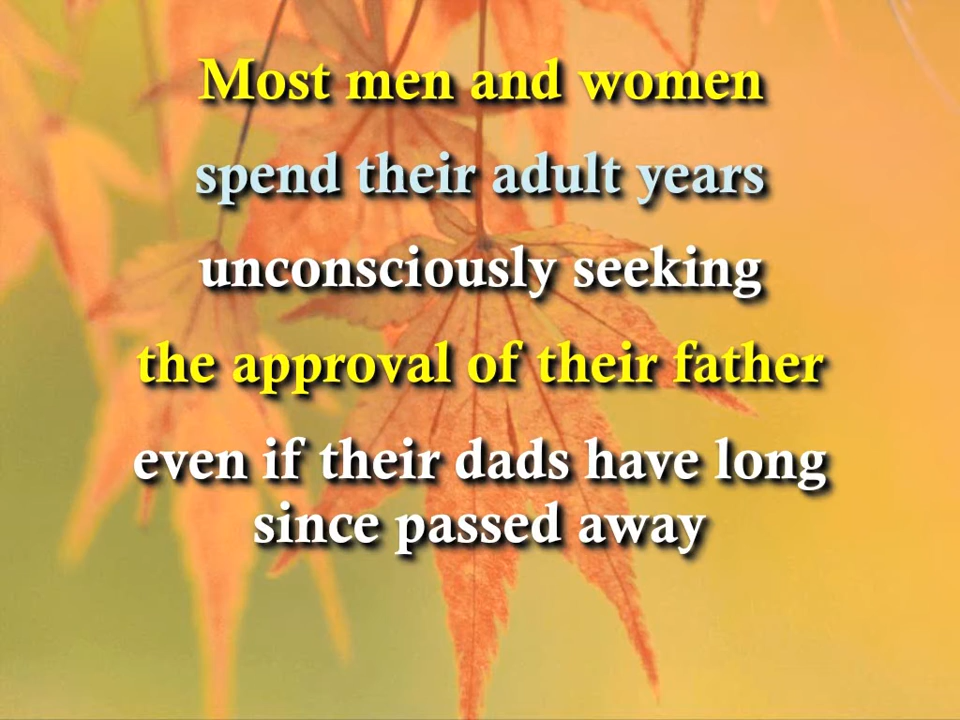 Most men and women
spend their adult years
unconsciously seeking
the approval of their father
even if their dads have long
since passed away